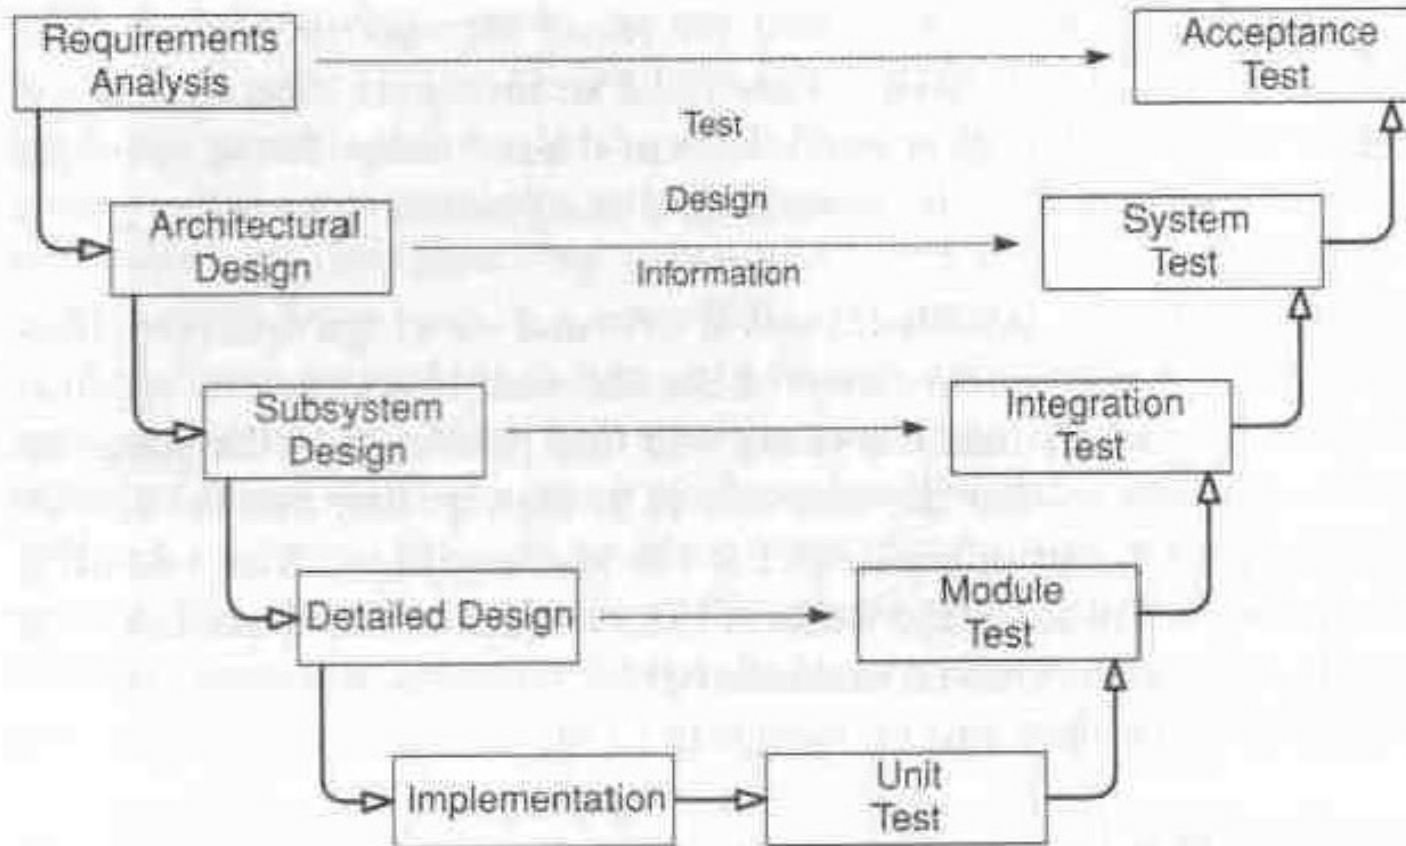 Requirements
Analysis
Acceptance
Test
Test
Architectural
Design
Design
Information
System
Test
Subsystem
Design
Integration
Test
Detailed Design
Module
Test
Implementation
Unit
Test